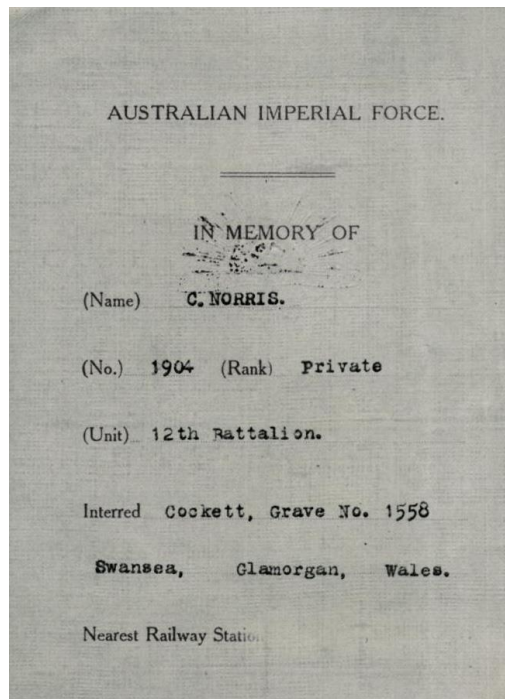 AUSTRALIAN IMPERIAL FORCE.
IN MEMORY OF
(Name) C. NORRIS.
(No.) 1904 (Rank) Private
(Unit) 12th Battalion.
Interred Cockett, Grave No. 1558
Swansea, Glamorgan, Wales.
Nearest Railway